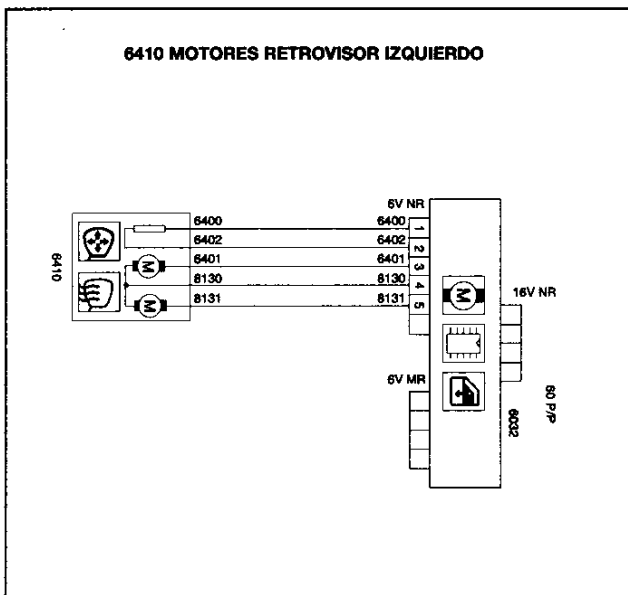 6410 MOTORES RETROVISOR IZQUIERDO
6V NR
6400 6400 1
6402 6402 2
6401 6401 3
8130 8130 4
8131 8131 5
M
M
M
6410
16V NR
6V MR
60 P/P
6032